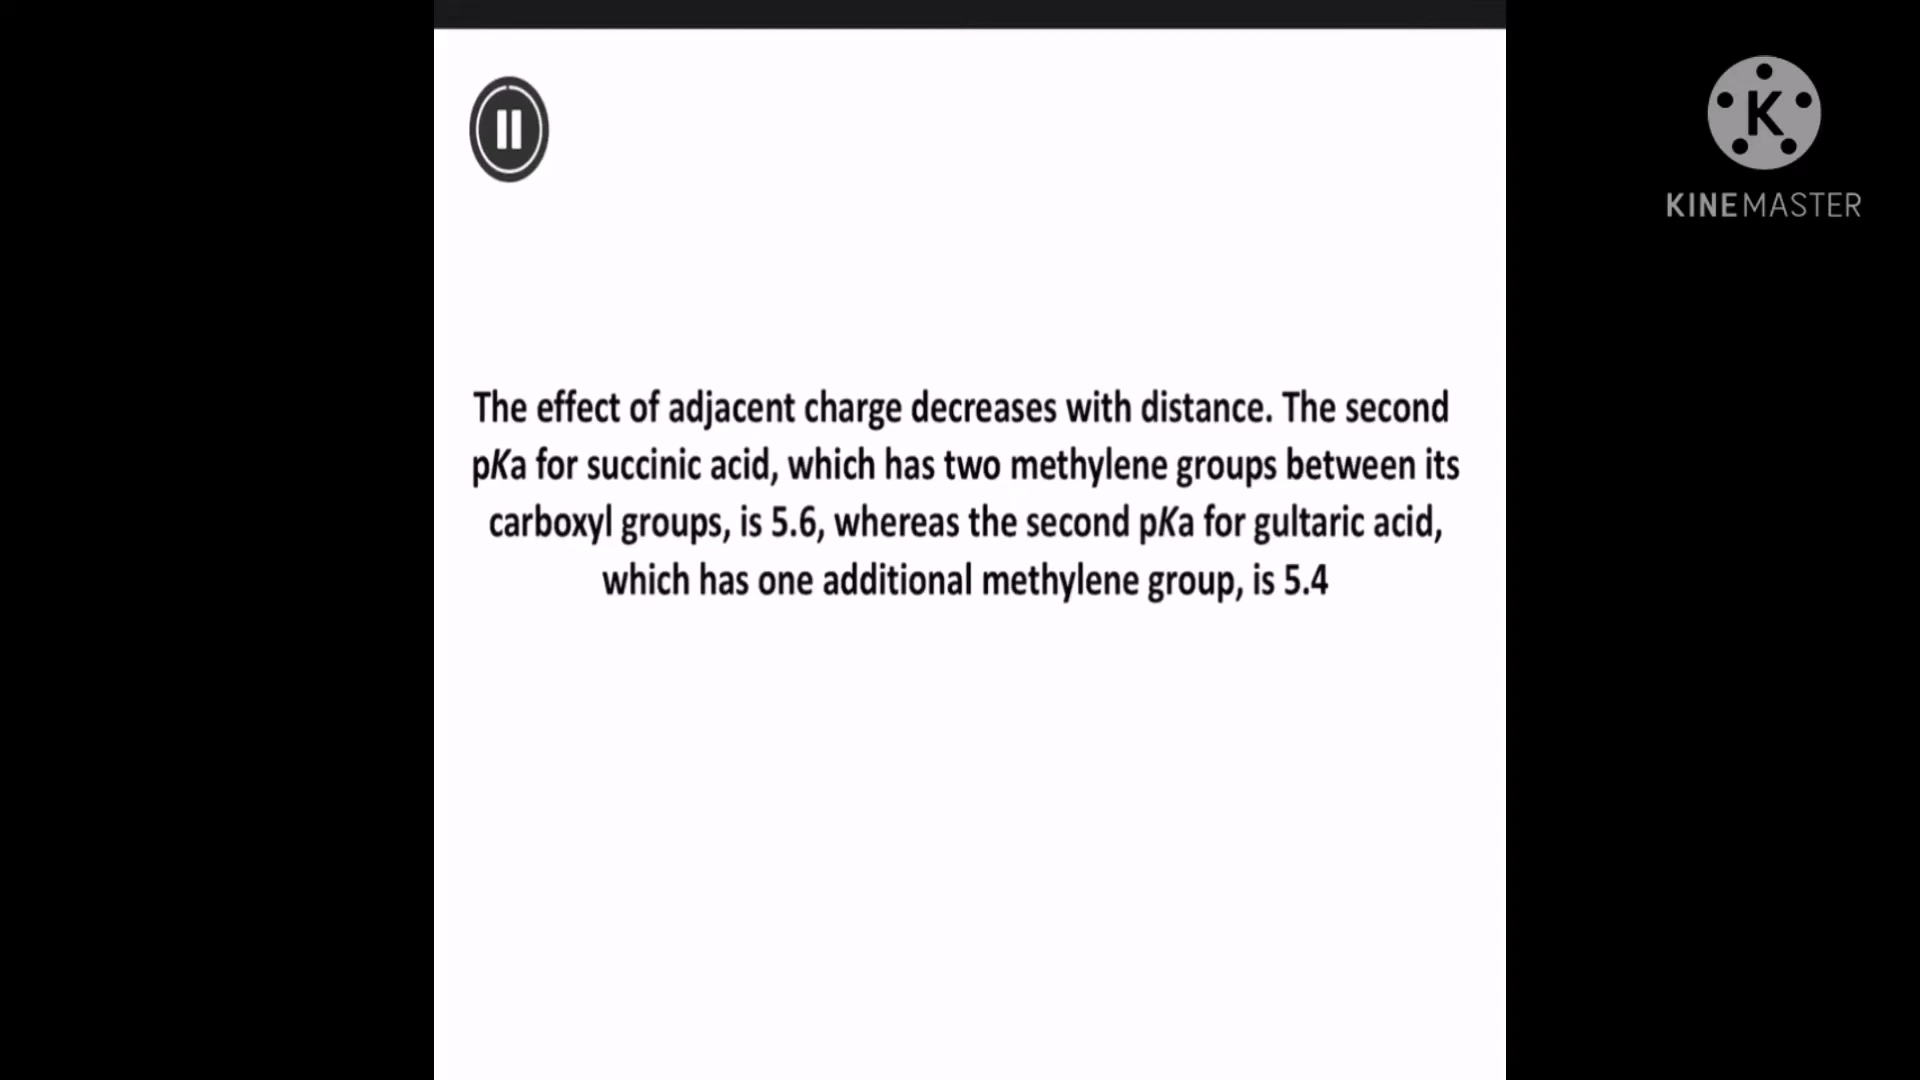 K
KINEMASTER
The effect of adjacent charge decreases with distance. The second
pKa for succinic acid, which has two methylene groups between its
carboxyl groups, is 5.6, whereas the second pKa for gultaric acid,
which has one additional methylene group, is 5.4